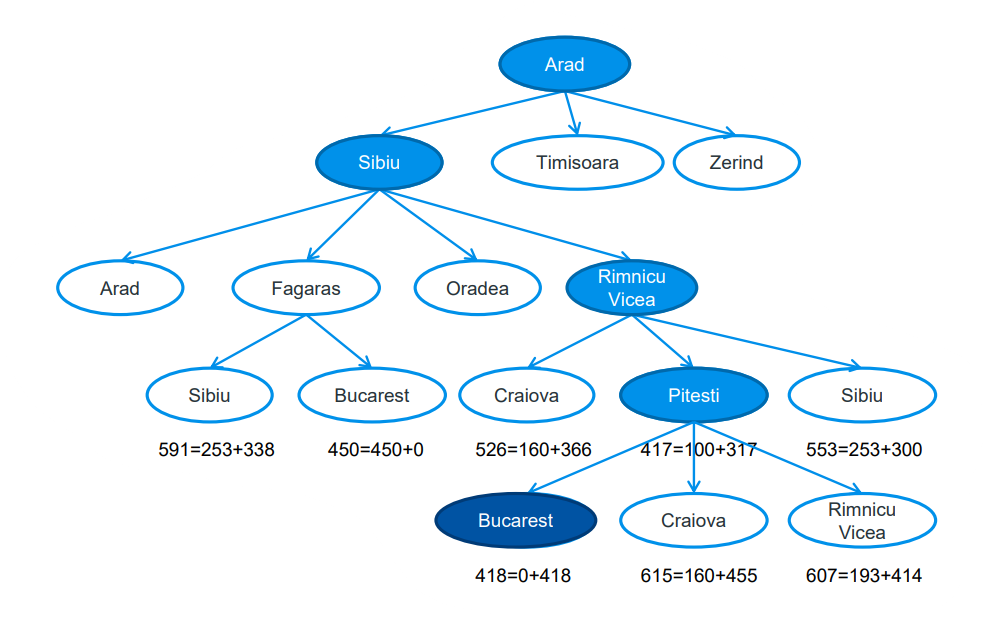 Arad
Sibiu
Timisoara
Zerind
Arad
Fagaras
Oradea
Rimnicu
Vicea
Sibiu
Bucarest
Craiova
Pitesti
Sibiu
591=253+338
450=450+0
526=160+366
417=100+317
553=253+300
Bucarest
Craiova
Rimnicu
Vicea
418=0+418
615=160+455
607=193+414